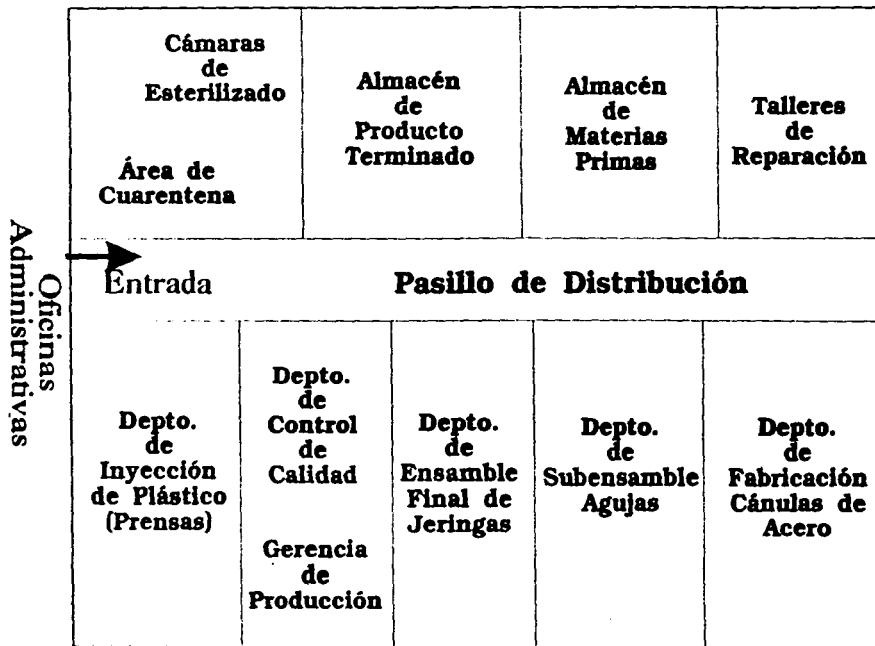 Cámaras
de
Esterilizado
Área de
Cuarentena
Almacén
de
Producto
Terminado
Almacén
de
Materias
Primas
Talleres
de
Reparación
Oficinas
Administrativas
Entrada
Pasillo de Distribución
Depto.
de
Inyección
de Plástico
(Prensas)
Depto.
de
Control
de
Calidad
Gerencia
de
Producción
Depto.
de
Ensamble
Final de
Jeringas
Depto.
de
Subensamble
Agujas
Depto.
de
Fabricación
Cánulas de
Acero